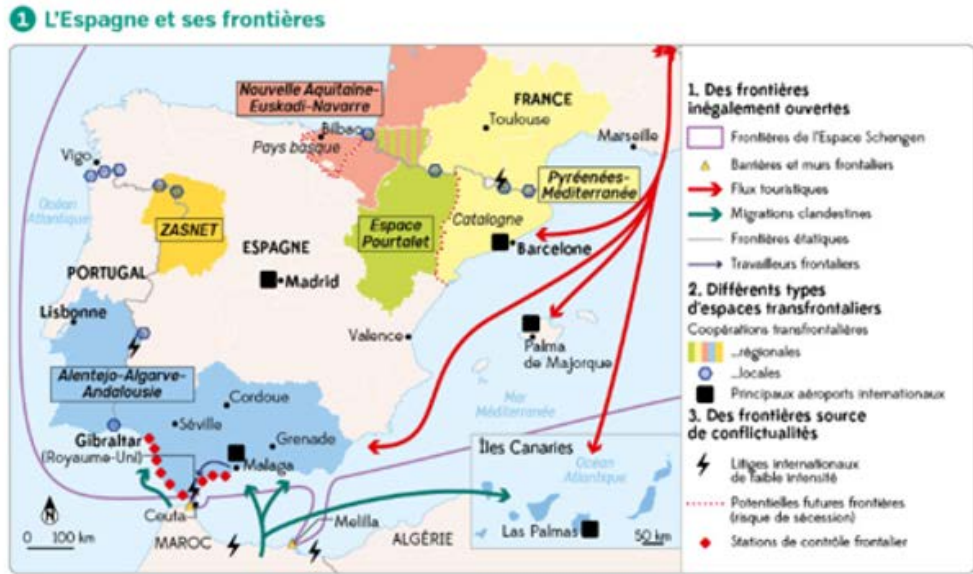 1 L'Espagne et ses frontières
Nouvelle Aquitaine-
Euskadi-Navarre
FRANCE
Toulouse
Bilbao
Pays basque
Marseille
Vigo
Océan
Atlantique
Pyréenées-
Méditerranée
ZASNET
Espace
Pourtalet
Catalogne
ESPAGNE
Barcelone
PORTUGAL
Madrid
Lisbonne
Valence
Palma
de Majorque
Alentejo-Algarve-
Andalousie
Cordoue
Mer
Méditerranée
Séville
Gibraltar
(Royaume-Uni)
Grenade
Malaga
Îles Canaries
Océan
Atlantique
N
Ceuta
Melilla
Las Palmas
0 100 km
MAROC
ALGÉRIE
50 km
1. Des frontières
inégalement ouvertes
Frontières de l'Espace Schengen
Barrières et murs frontaliers
Flux touristiques
Migrations clandestines
Frontières étatiques
Travailleurs frontaliers
2. Différents types
d'espaces transfrontaliers
Coopérations transfrontalières
...régionales
...locales
Principaux aéroports internationaux
3. Des frontières source
de conflictualités
Litiges internationaux
de faible intensité
Potentielles futures frontières
(risque de sécession)
Stations de contrôle frontalier